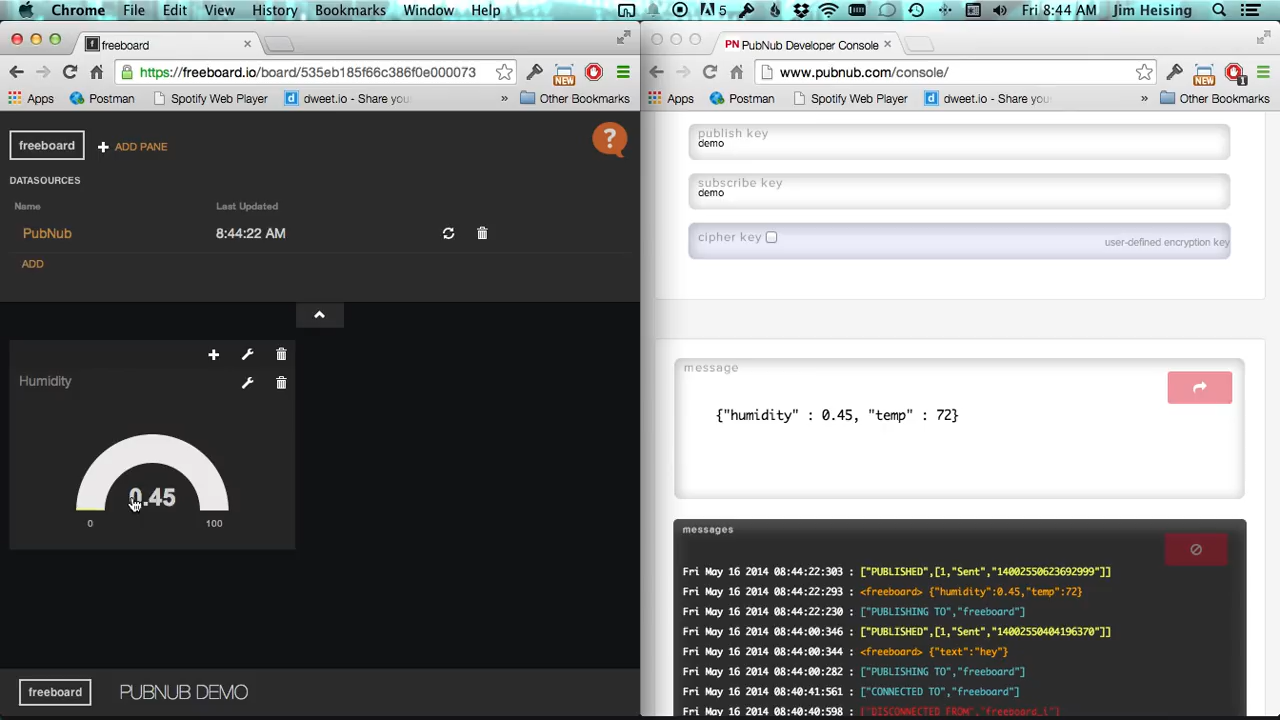 Chrome File Edit View History Bookmarks Window Help
5 Fri 8:44 AM Jim Heising
freeboard
https://freeboard.io/board/535eb185f66c386f0e000073
NEW
Apps Postman Spotify Web Player dweet.io - Share you » Other Bookmarks
freeboard ADD PANE
?
DATASOURCES
Name Last Updated
PubNub 8:44:22 AM
ADD
Humidity
0.45
0 100
freeboard PUBNUB DEMO
PN PubNub Developer Console
www.pubnub.com/console/
NEW 1
Apps Postman Spotify Web Player dweet.io - Share you » Other Bookmarks
publish key
demo
subscribe key
demo
cipher key user-defined encryption key
message
{"humidity" : 0.45, "temp" : 72}
messages
Fri May 16 2014 08:44:22:303 : ["PUBLISHED",[1,"Sent","14002550623692999"]]
Fri May 16 2014 08:44:22:293 : <freeboard> {"humidity":0.45,"temp":72}
Fri May 16 2014 08:44:22:230 : ["PUBLISHING TO","freeboard"]
Fri May 16 2014 08:44:00:346 : ["PUBLISHED",[1,"Sent","14002550404196370"]]
Fri May 16 2014 08:44:00:344 : <freeboard> {"text":"hey"}
Fri May 16 2014 08:44:00:282 : ["PUBLISHING TO","freeboard"]
Fri May 16 2014 08:40:41:561 : ["CONNECTED TO","freeboard"]
Fri May 16 2014 08:40:40:598 : ["DISCONNECTED FROM","freeboard_i"]